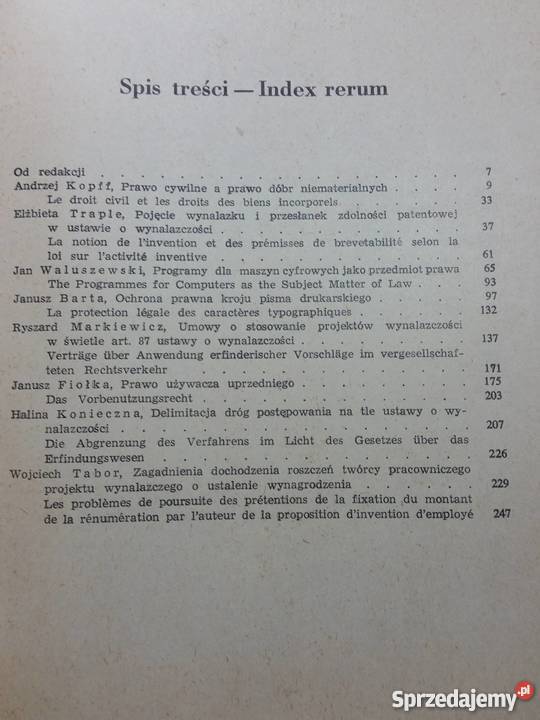 Spis treści — Index rerum
Od redakcji . . . . . . . . . . . . . . . . 7
Andrzej Kopff, Prawo cywilne a prawo dóbr niematerialnych . . . . 9
Le droit civil et les droits des biens incorporels . . . . . . 33
Elżbieta Traple, Pojęcie wynalazku i przesłanek zdolności patentowej
w ustawie o wynalazczości . . . . . . . . . . . 37
La notion de l'invention et des prémisses de brevetabilité selon la
loi sur l'activité inventive . . . . . . . . . . . 61
Jan Waluszewski, Programy dla maszyn cyfrowych jako przedmiot prawa 65
The Programmes for Computers as the Subject Matter of Law . . . 93
Janusz Barta, Ochrona prawna kroju pisma drukarskiego . . . . . 97
La protection légale des caractères typographiques . . . . . . 132
Ryszard Markiewicz, Umowy o stosowanie projektów wynalazczości
w świetle art. 87 ustawy o wynalazczości . . . . . . . 137
Verträge über Anwendung erfinderischer Vorschläge im vergesellschaf-
teten Rechtsverkehr . . . . . . . . . . . . 171
Janusz Fiołka, Prawo używacza uprzedniego . . . . . . . . 175
Das Vorbenutzungsrecht . . . . . . . . . . . . 203
Halina Konieczna, Delimitacja dróg postępowania na tle ustawy o wy-
nalazczości . . . . . . . . . . . . . . . 207
Die Abgrenzung des Verfahrens im Licht des Gesetzes über das
Erfindungswesen . . . . . . . . . . . . . . 226
Wojciech Tabor, Zagadnienia dochodzenia roszczeń twórcy pracowniczego
projektu wynalazczego o ustalenie wynagrodzenia . . . . . . 229
Les problèmes de poursuite des prétentions de la fixation du montant
de la rénumération par l'auteur de la proposition d'invention d'employé 247
Sprzedajemy.pl